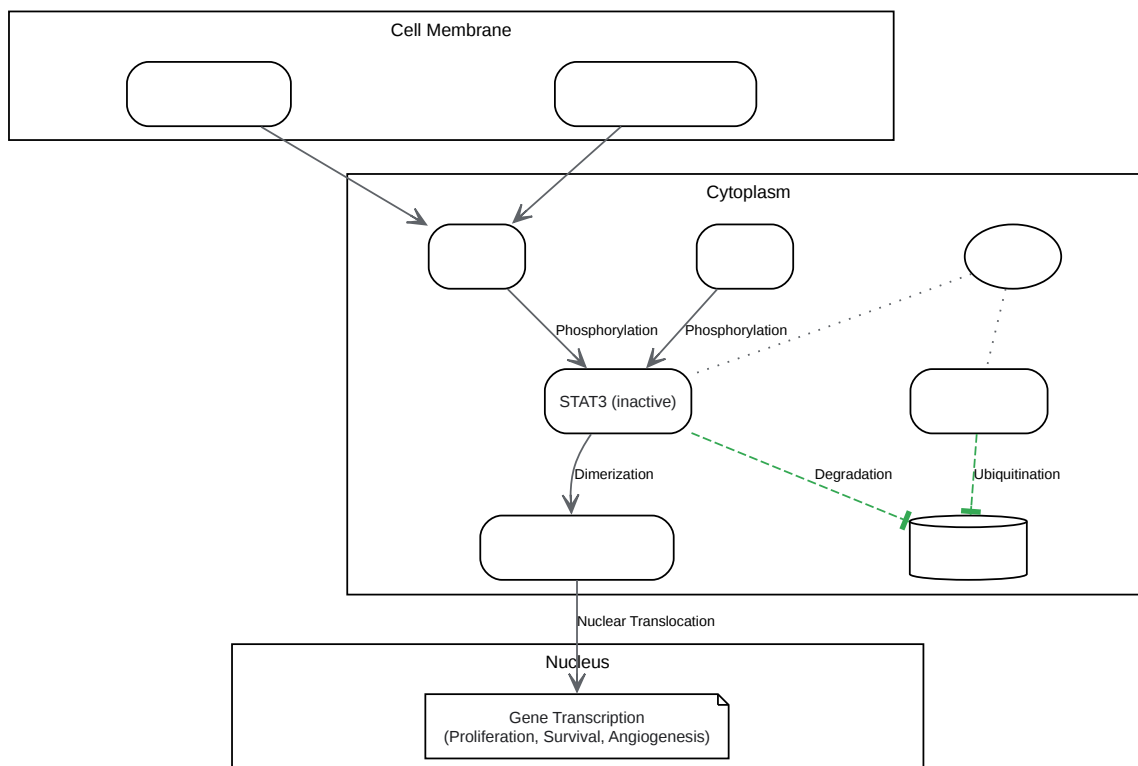 Cell Membrane
Cytoplasm
Phosphorylation
Phosphorylation
STAT3 (inactive)
Dimerization
Degradation
Ubiquitination
Nuclear Translocation
Nucleus
Gene Transcription
(Proliferation, Survival, Angiogenesis)